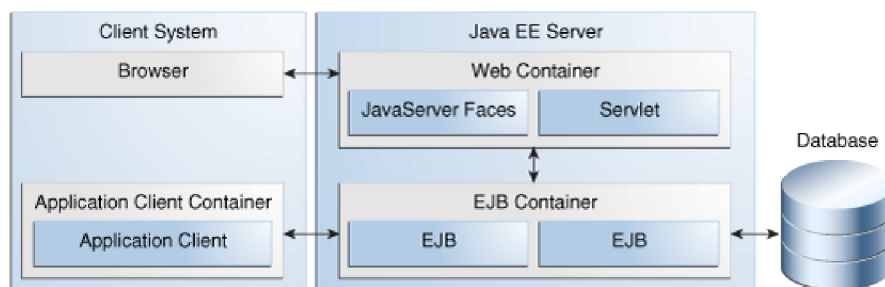 Client System
Browser
Application Client Container
Application Client
Java EE Server
Web Container
JavaServer Faces
Servlet
EJB Container
EJB
EJB
Database